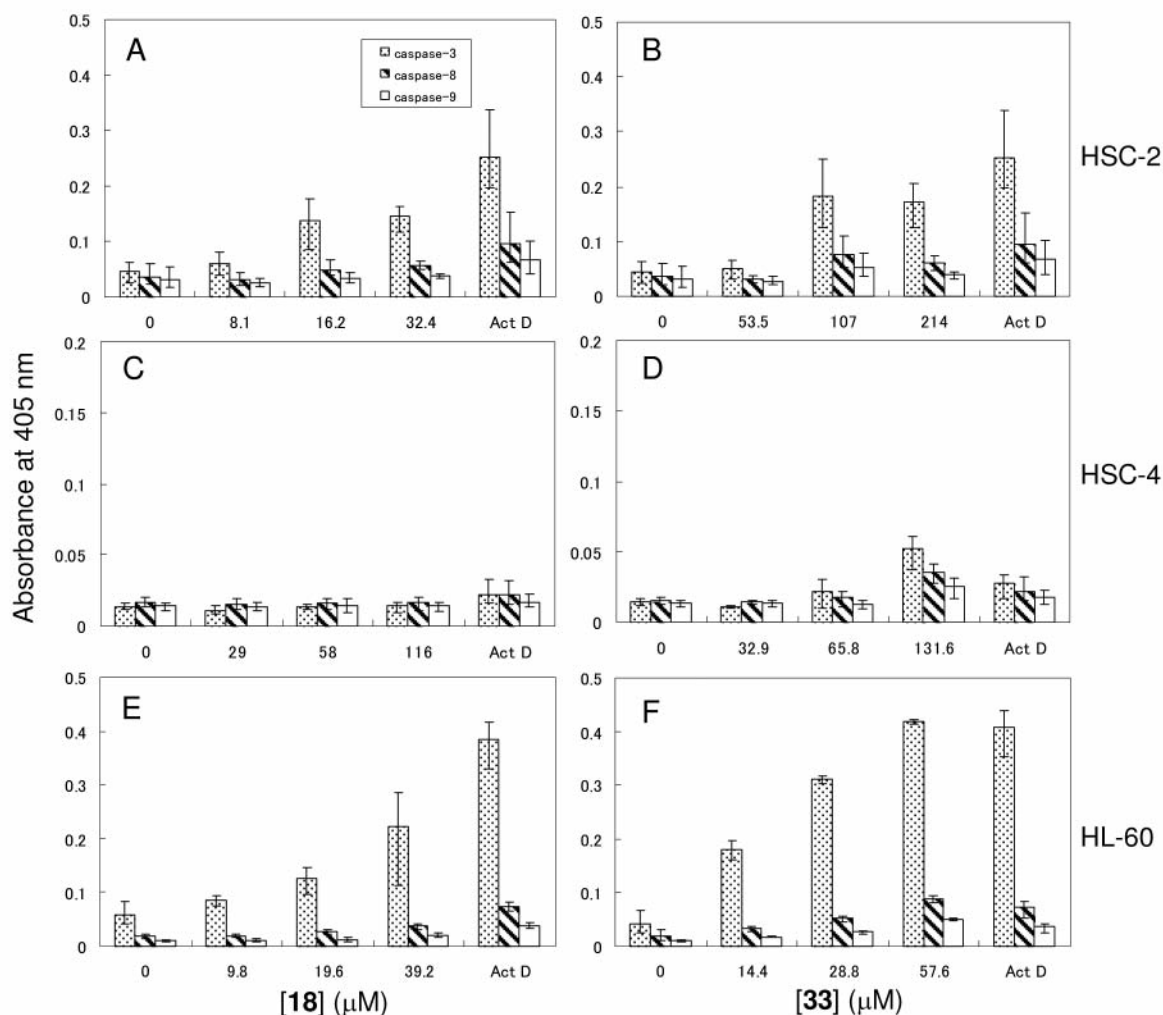 A
0.5
0.4
0.3
0.2
0.1
0
caspase-3
caspase-8
caspase-9
0 8.1 16.2 32.4 Act D
B
0.5
0.4
0.3
0.2
0.1
0
0 53.5 107 214 Act D
HSC-2
C
0.2
0.15
0.1
0.05
0
0 29 58 116 Act D
D
0.2
0.15
0.1
0.05
0
0 32.9 65.8 131.6 Act D
HSC-4
Absorbance at 405 nm
E
0.5
0.4
0.3
0.2
0.1
0
0 9.8 19.6 39.2 Act D
[18] (μM)
F
0.5
0.4
0.3
0.2
0.1
0
0 14.4 28.8 57.6 Act D
[33] (μM)
HL-60